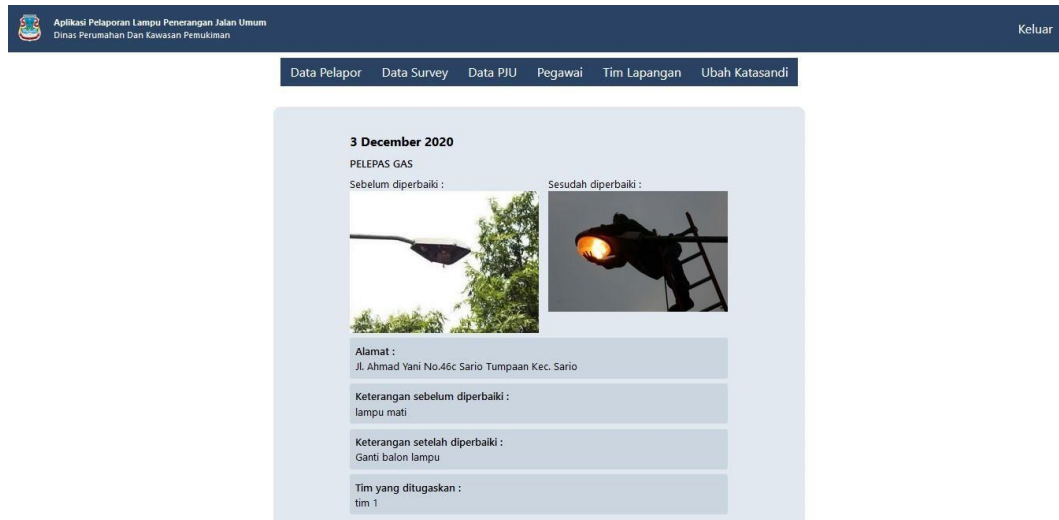 Aplikasi Pelaporan Lampu Penerangan Jalan Umum
Dinas Perumahan Dan Kawasan Pemukiman
Keluar
Data Pelapor Data Survey Data PJU Pegawai Tim Lapangan Ubah Katasandi
3 December 2020
PELEPAS GAS
Sebelum diperbaiki :
Sesudah diperbaiki :
Alamat :
Jl. Ahmad Yani No.46c Sario Tumpaan Kec. Sario
Keterangan sebelum diperbaiki :
lampu mati
Keterangan setelah diperbaiki :
Ganti balon lampu
Tim yang ditugaskan :
tim 1